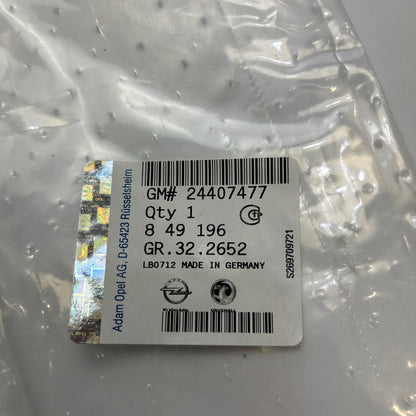 Adam Opel AG, D-65423 Rüsselsheim
GM# 24407477
Qty 1
8 49 196
GR.32.2652
LB0712 MADE IN GERMANY
VAUXHALL
S269709721